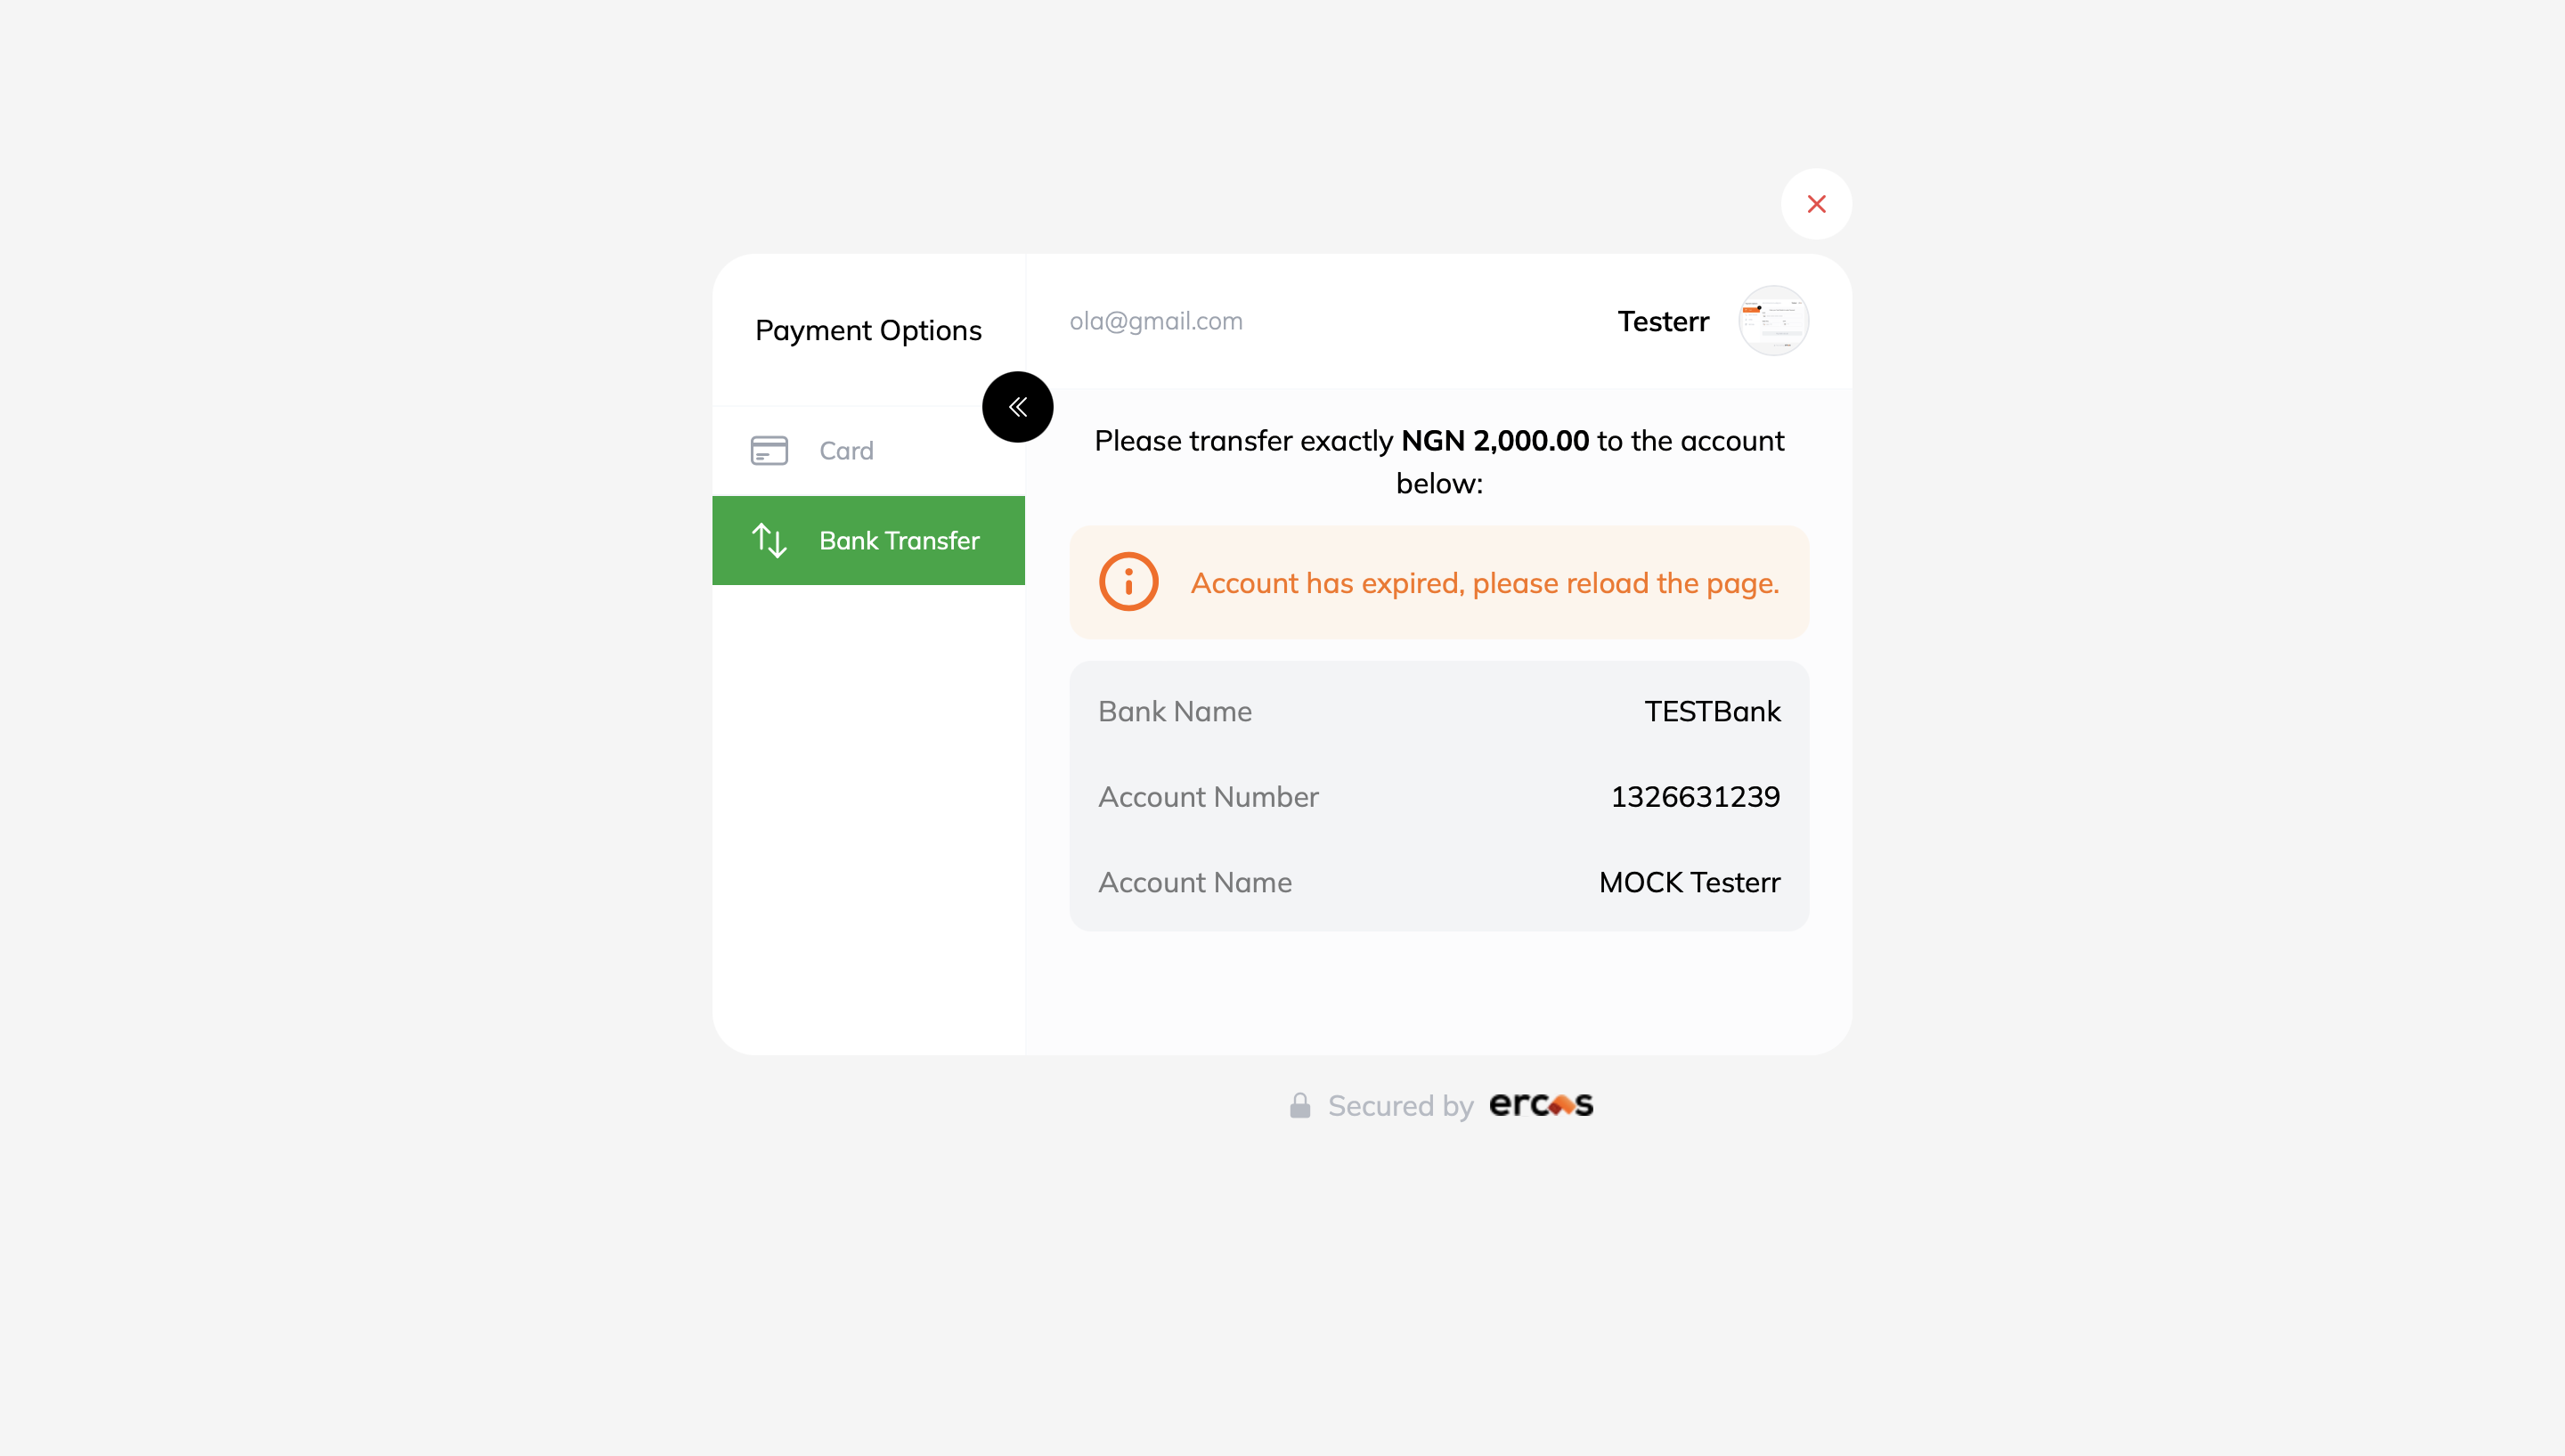 Payment Options
Card
Bank Transfer
ola@gmail.com
Testerr
Please transfer exactly NGN 2,000.00 to the account
below:
Account has expired, please reload the page.
Bank Name TESTBank
Account Number 1326631239
Account Name MOCK Testerr
Secured by ercas